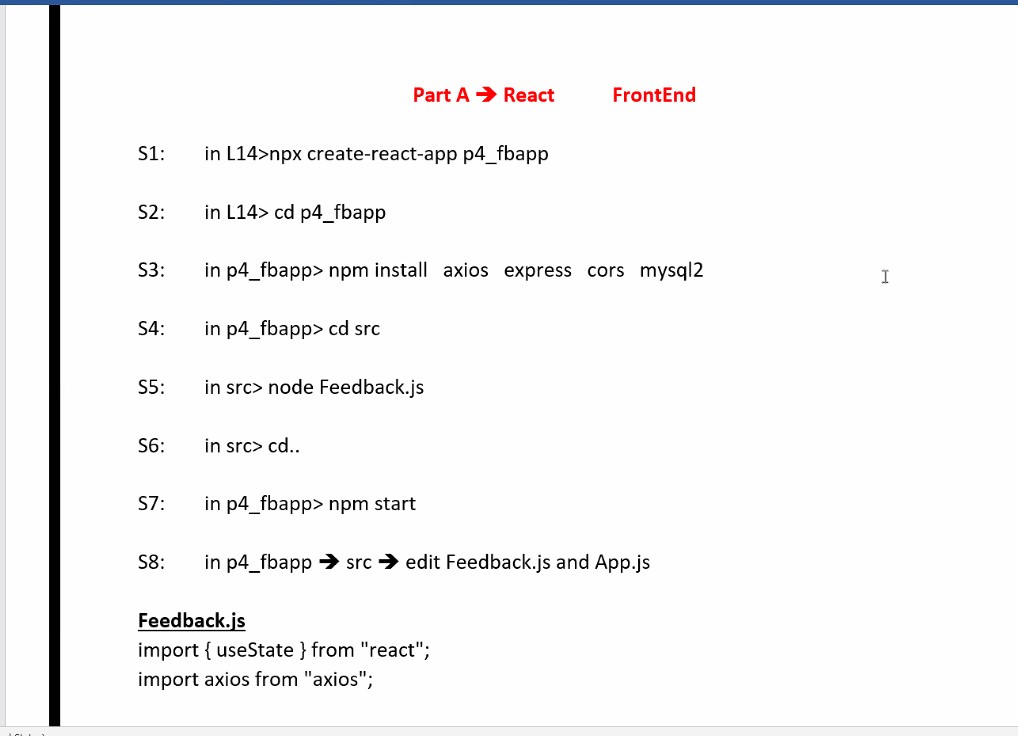 Part A ➔ React FrontEnd
S1: in L14>npx create-react-app p4_fbapp
S2: in L14> cd p4_fbapp
S3: in p4_fbapp> npm install axios express cors mysql2
S4: in p4_fbapp> cd src
S5: in src> node Feedback.js
S6: in src> cd..
S7: in p4_fbapp> npm start
S8: in p4_fbapp ➔ src ➔ edit Feedback.js and App.js
Feedback.js
import { useState } from "react";
import axios from "axios";